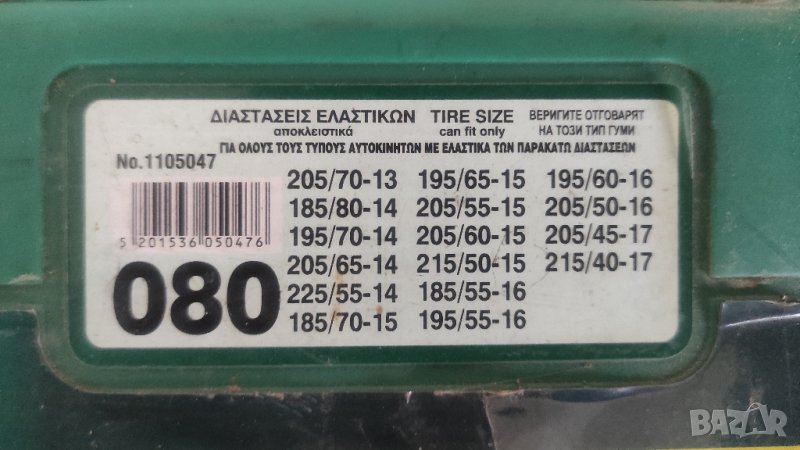 ΔΙΑΣΤΑΣΕΙΣ ΕΛΑΣΤΙΚΩΝ TIRE SIZE ВЕРИГИТЕ ОТГОВАРЯТ
αποκλειστικά can fit only НА ТОЗИ ТИП ГУМИ
ΓΙΑ ΟΛΟΥΣ ΤΟΥΣ ΤΥΠΟΥΣ ΑΥΤΟΚΙΝΗΤΩΝ ΜΕ ΕΛΑΣΤΙΚΑ ΤΩΝ ΠΑΡΑΚΑΤΩ ΔΙΑΣΤΑΣΕΩΝ
No.1105047
5 201536 050476
080
205/70-13 195/65-15 195/60-16
185/80-14 205/55-15 205/50-16
195/70-14 205/60-15 205/45-17
205/65-14 215/50-15 215/40-17
225/55-14 185/55-16
185/70-15 195/55-16
BAZAR